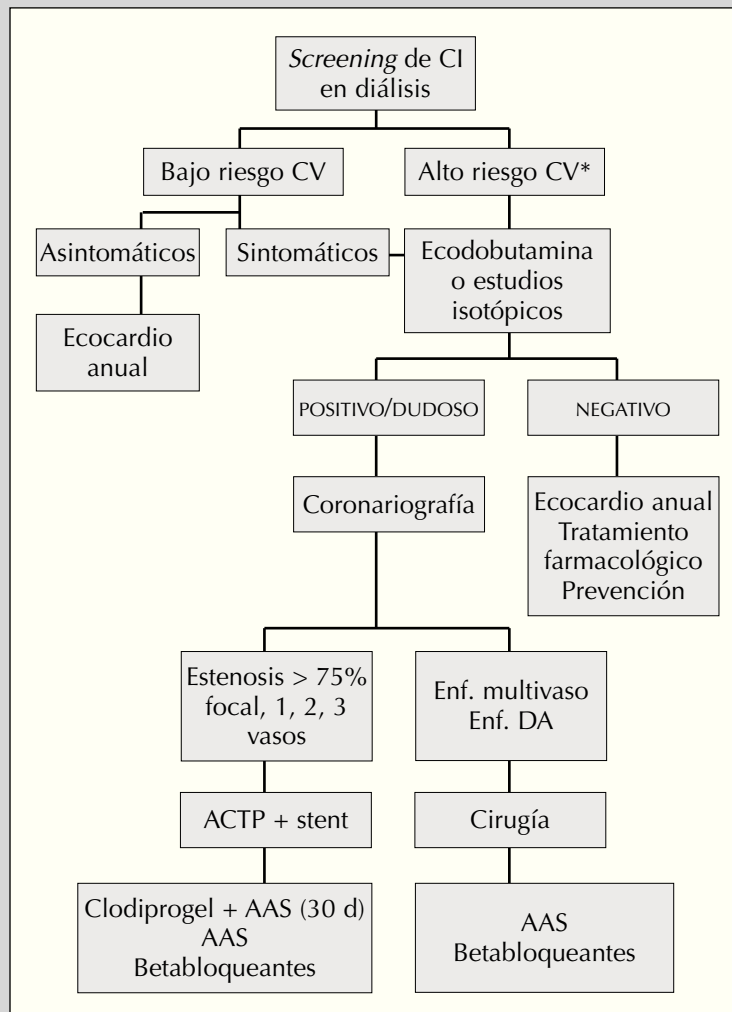 Screening de CI
en diálisis
Bajo riesgo CV
Alto riesgo CV*
Asintomáticos
Sintomáticos
Ecodobutamina
o estudios
isotópicos
Ecocardio
anual
POSITIVO/DUDOSO
NEGATIVO
Coronariografía
Ecocardio anual
Tratamiento
farmacológico
Prevención
Estenosis > 75%
focal, 1, 2, 3
vasos
Enf. multivaso
Enf. DA
ACTP + stent
Cirugía
Clodiprogel + AAS (30 d)
AAS
Betabloqueantes
AAS
Betabloqueantes